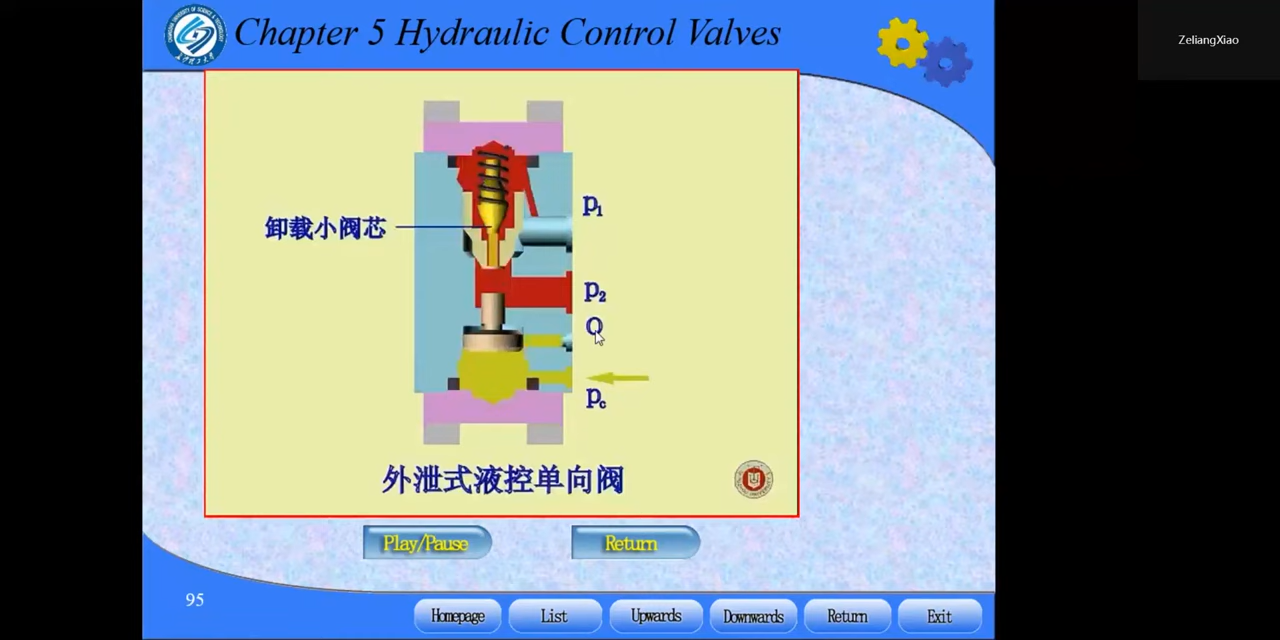 Chapter 5 Hydraulic Control Valves
ZeliangXiao
卸载小阀芯
p1
p2
O
pc
外泄式液控单向阀
Play/Pause
Return
95
Homepage
List
Upwards
Downwards
Return
Exit